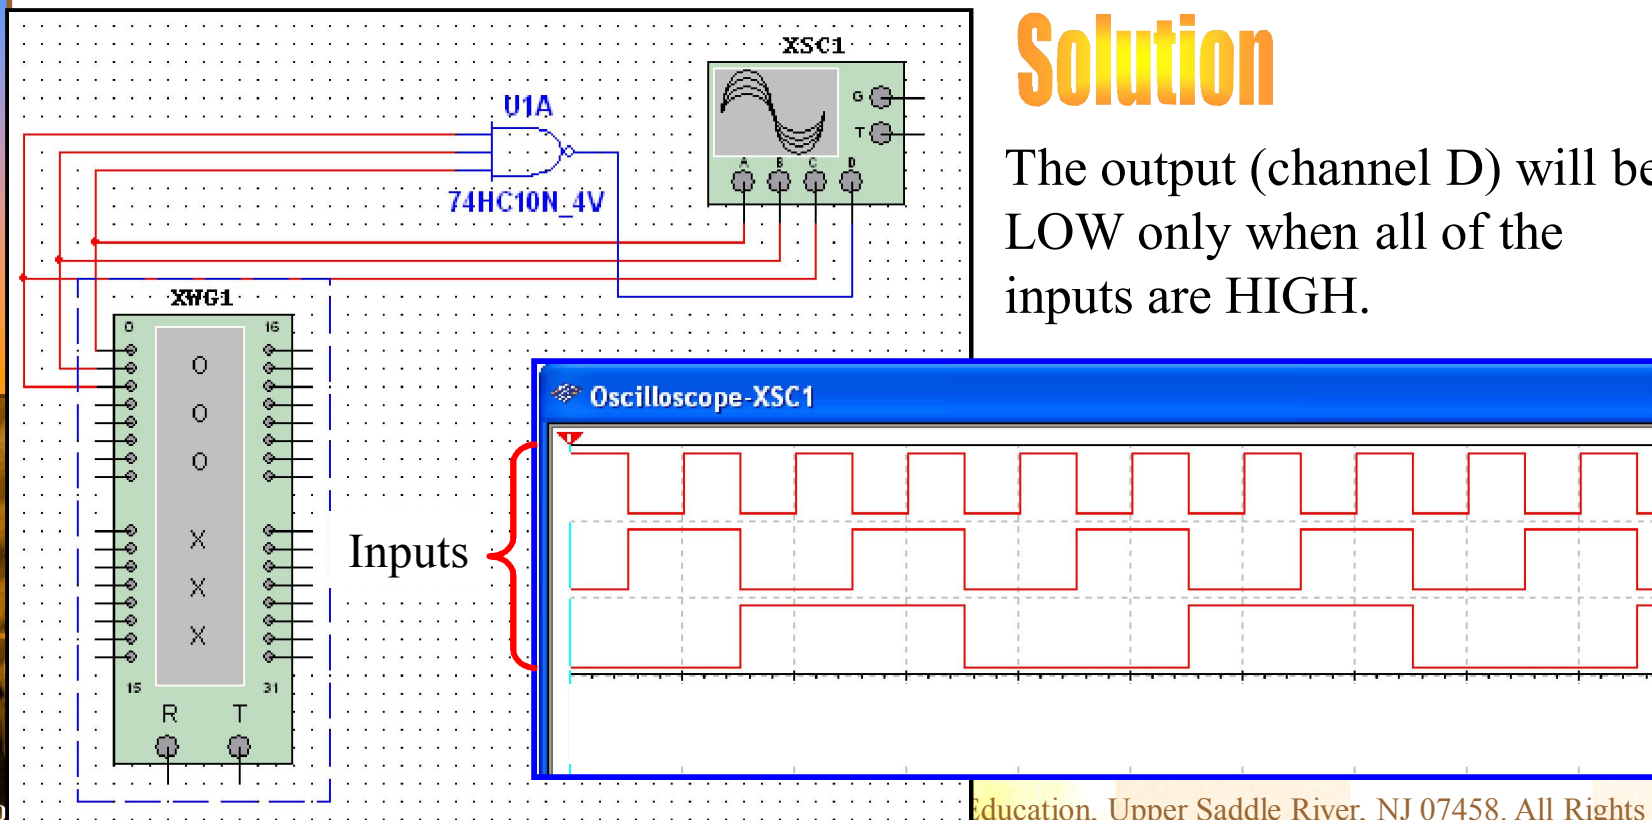 Solution
The output (channel D) will be
LOW only when all of the
inputs are HIGH.
XSC1
G
T
A B C D
U1A
74HC10N_4V
XWG1
0 16
O
O
O
X
X
X
15 31
R T
Inputs
Oscilloscope-XSC1
1
Education, Upper Saddle River, NJ 07458. All Rights